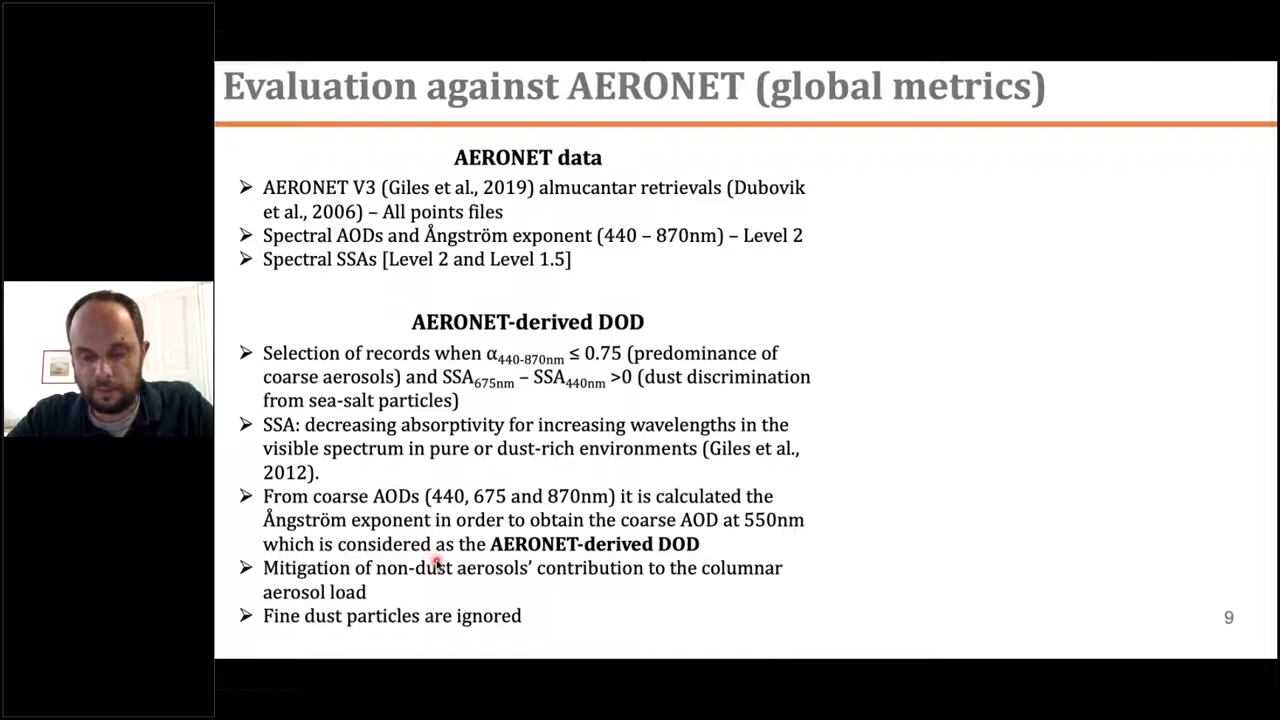 Evaluation against AERONET (global metrics)
AERONET data
➢ AERONET V3 (Giles et al., 2019) almucantar retrievals (Dubovik
et al., 2006) – All points files
➢ Spectral AODs and Ångström exponent (440 – 870nm) – Level 2
➢ Spectral SSAs [Level 2 and Level 1.5]
AERONET-derived DOD
➢ Selection of records when α440-870nm ≤ 0.75 (predominance of
coarse aerosols) and SSA675nm – SSA440nm >0 (dust discrimination
from sea-salt particles)
➢ SSA: decreasing absorptivity for increasing wavelengths in the
visible spectrum in pure or dust-rich environments (Giles et al.,
2012).
➢ From coarse AODs (440, 675 and 870nm) it is calculated the
Ångström exponent in order to obtain the coarse AOD at 550nm
which is considered as the AERONET-derived DOD
➢ Mitigation of non-dust aerosols’ contribution to the columnar
aerosol load
➢ Fine dust particles are ignored
9